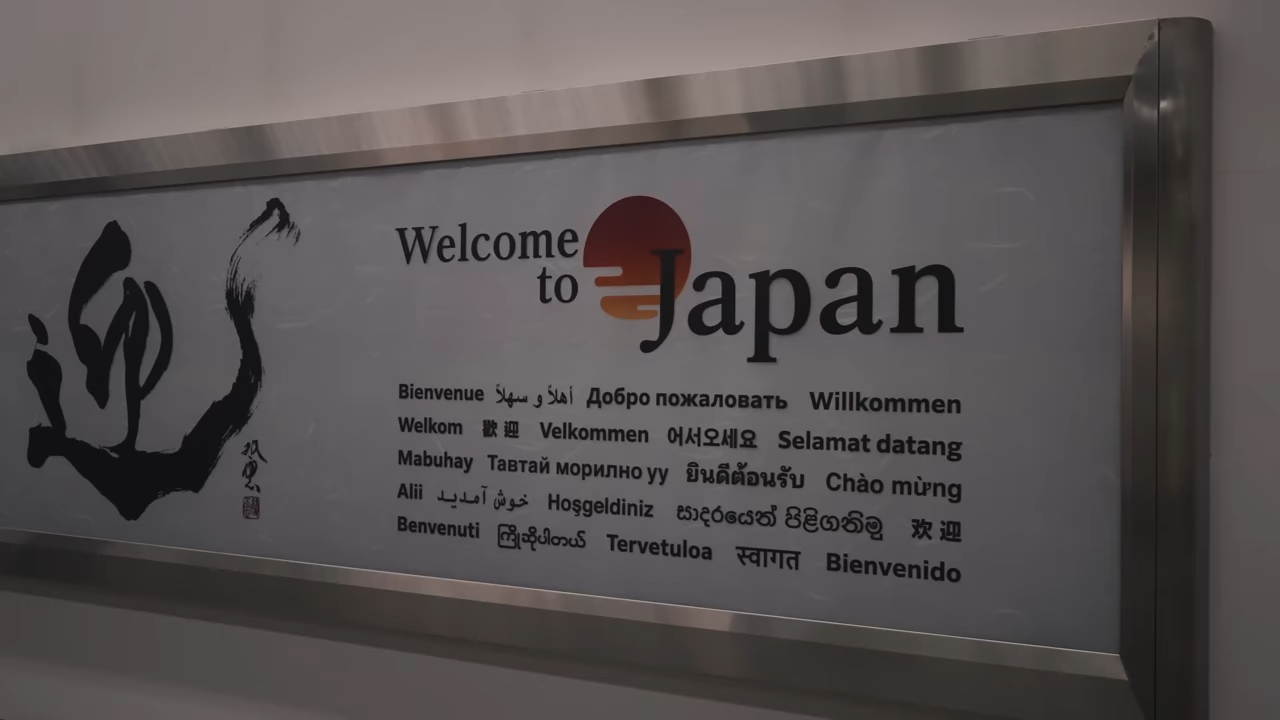 迎
Welcome
to Japan
Bienvenue أهلاً و سهلاً Добро пожаловать Willkommen
Welkom 歡迎 Velkommen 어서오세요 Selamat datang
Mabuhay Тавтай морилно уу ยินดีต้อนรับ Chào mừng
Alii خوش آمدید Hoşgeldiniz සාදරයෙන් පිළිගනිමු 欢迎
Benvenuti ကြိုဆိုပါတယ် Tervetuloa स्वागत Bienvenido